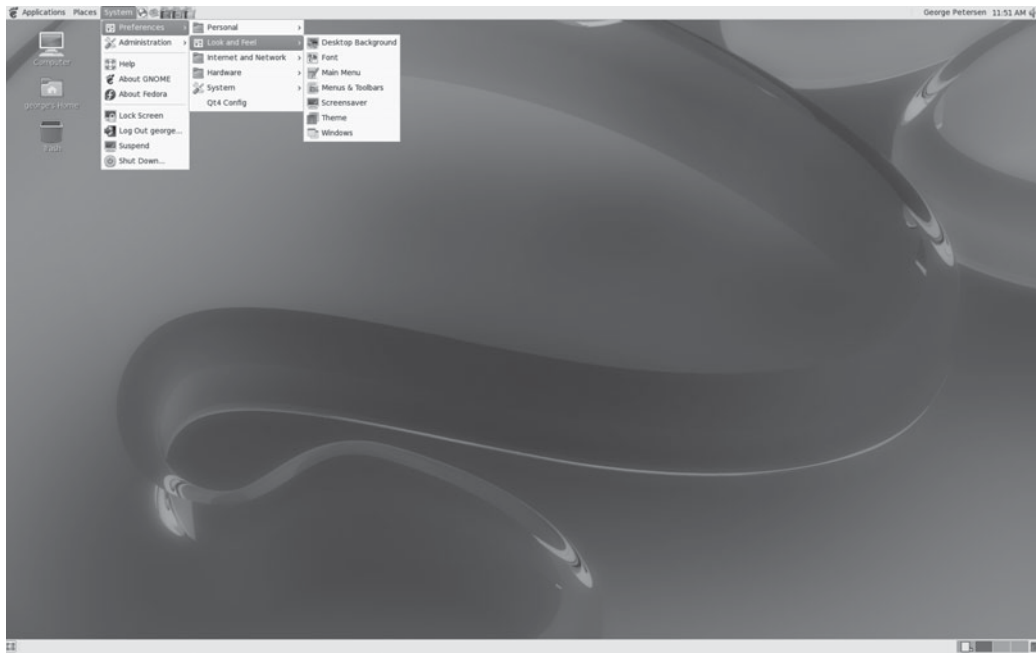 Applications Places System
George Petersen 11:51 AM
Preferences
Administration
Help
About GNOME
About Fedora
Lock Screen
Log Out george...
Suspend
Shut Down...
Personal
Look and Feel
Internet and Network
Hardware
System
Qt4 Config
Desktop Background
Font
Main Menu
Menus & Toolbars
Screensaver
Theme
Windows
Computer
george's Home
Trash